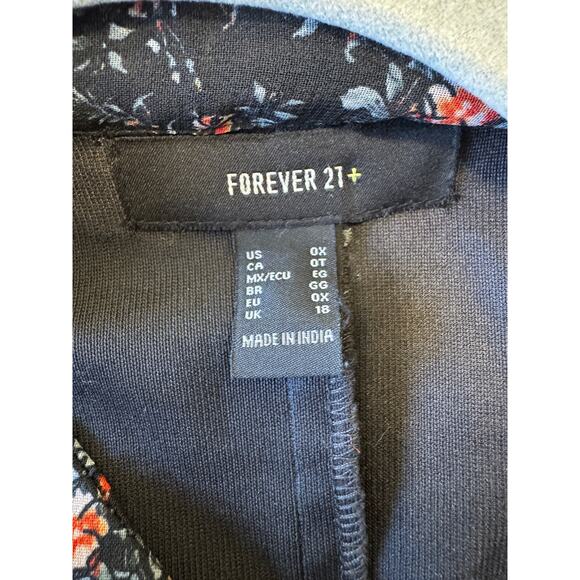 FOREVER 21+
US 0X
CA 0T
MX/ECU EG
BR GG
EU 0X
UK 18
MADE IN INDIA